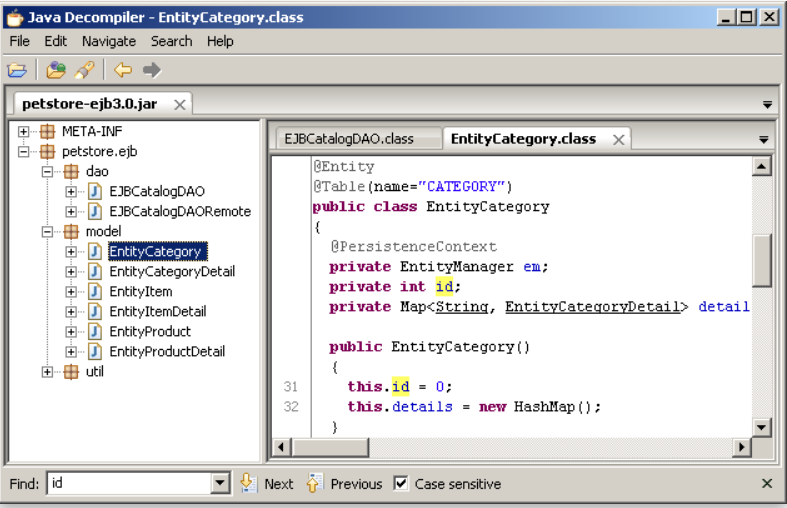 Java Decompiler - EntityCategory.class
File Edit Navigate Search Help
petstore-ejb3.0.jar
META-INF
petstore.ejb
dao
EJBCatalogDAO
EJBCatalogDAORemote
model
EntityCategory
EntityCategoryDetail
EntityItem
EntityItemDetail
EntityProduct
EntityProductDetail
util
EJBCatalogDAO.class EntityCategory.class
@Entity
@Table(name="CATEGORY")
public class EntityCategory
{
@PersistenceContext
private EntityManager em;
private int id;
private Map<String, EntityCategoryDetail> detail
public EntityCategory()
{
31 this.id = 0;
32 this.details = new HashMap();
}
Find: id Next Previous Case sensitive